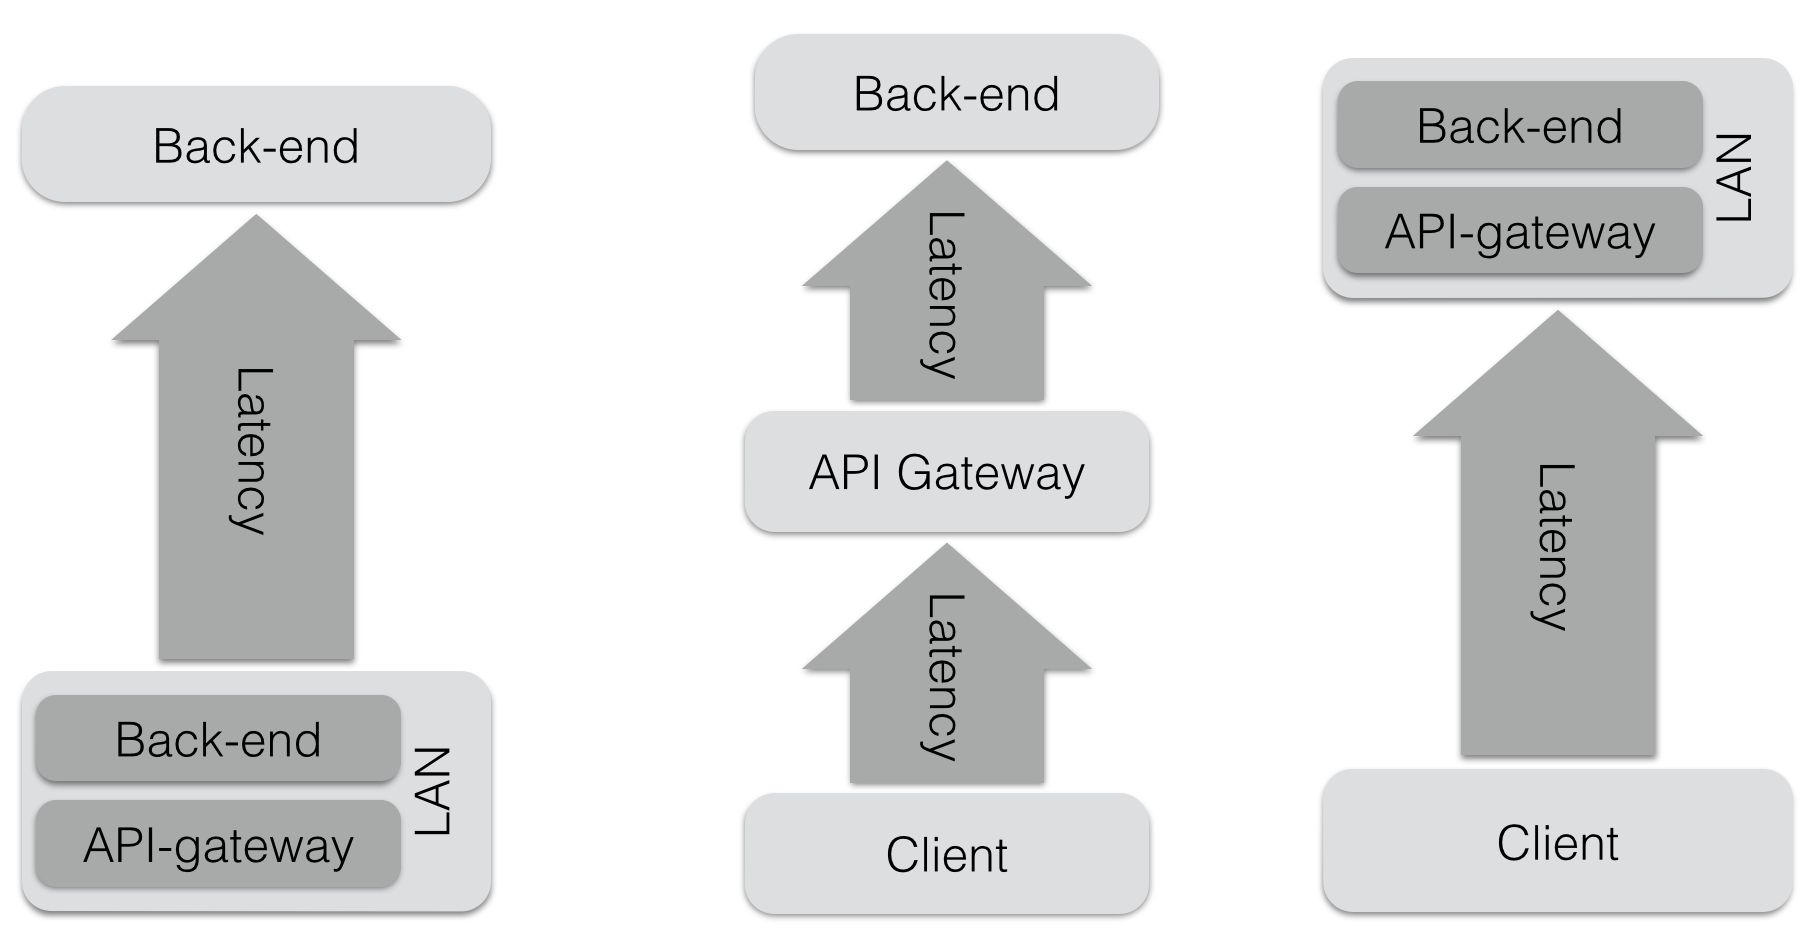 Back-end
Latency
Back-end
API-gateway
LAN
Back-end
Latency
API Gateway
Latency
Client
Back-end
API-gateway
LAN
Latency
Client